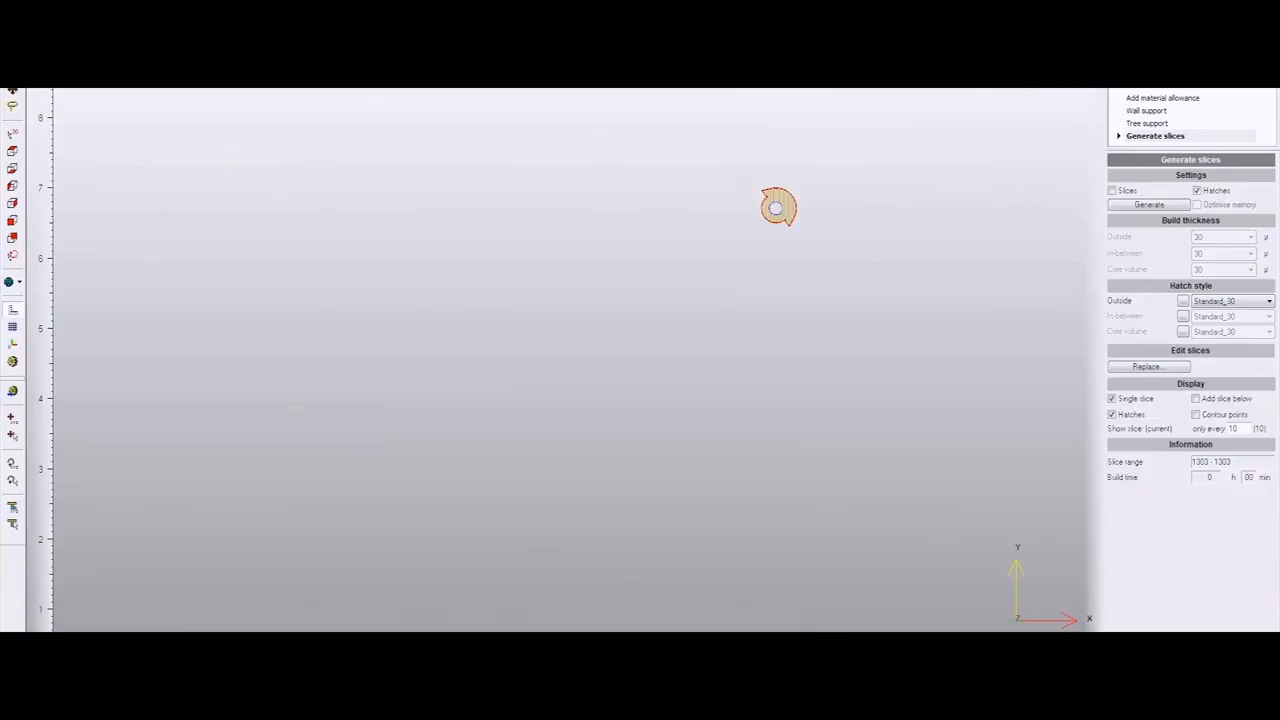 Add material allowance
Wall support
Tree support
Generate slices
Generate slices
Settings
Slices Hatches
Generate Optimise memory
Build thickness
Outside 30 µ
In-between 30 µ
Core volume 30 µ
Hatch style
Outside ... Standard_30
In-between ... Standard_30
Core volume ... Standard_30
Edit slices
Replace...
Display
Single slice Add slice below
Hatches Contour points
Show slice: (current) only every 10 (10)
Information
Slice range 1303 - 1303
Build time 0 h 00 min
8
7
6
5
4
3
2
1
Y
Z
X